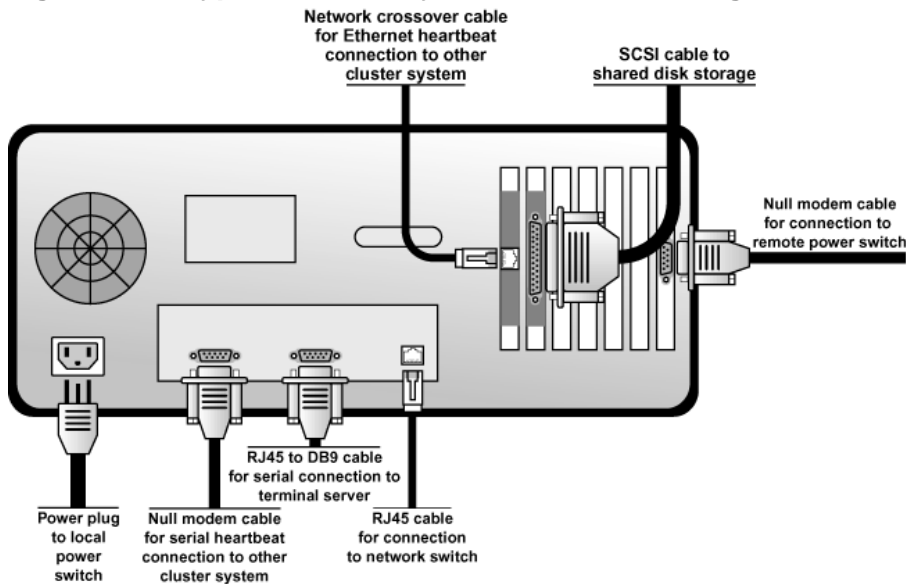 Network crossover cable
for Ethernet heartbeat
connection to other
cluster system
SCSI cable to
shared disk storage
Null modem cable
for connection to
remote power switch
RJ45 to DB9 cable
for serial connection to
terminal server
Power plug
to local
power
switch
Null modem cable
for serial heartbeat
connection to other
cluster system
RJ45 cable
for connection
to network switch